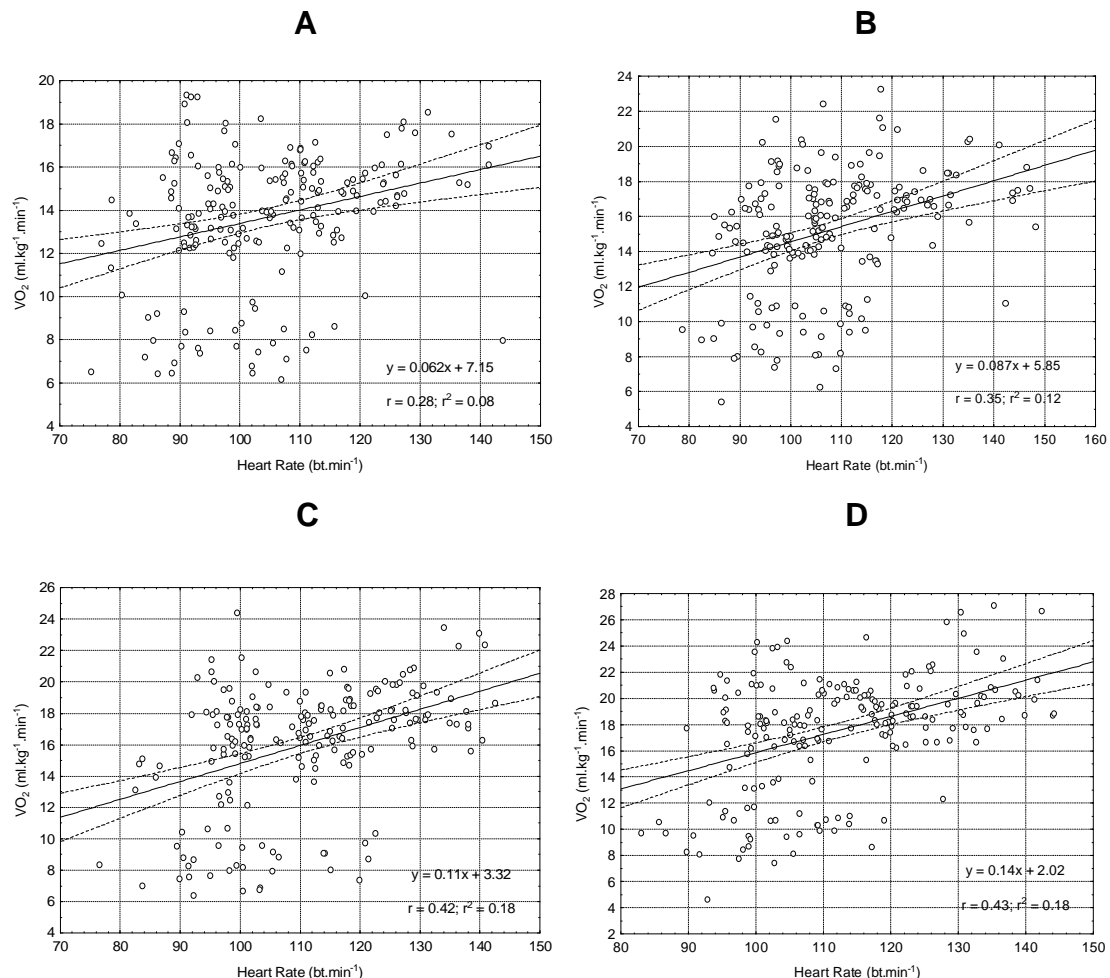 A
20
18
16
14
12
10
8
6
4
VO₂ (ml.kg⁻¹.min⁻¹)
y = 0.062x + 7.15
r = 0.28; r² = 0.08
70 80 90 100 110 120 130 140 150
Heart Rate (bt.min⁻¹)
B
24
22
20
18
16
14
12
10
8
6
4
VO₂ (ml.kg⁻¹.min⁻¹)
y = 0.087x + 5.85
r = 0.35; r² = 0.12
70 80 90 100 110 120 130 140 150 160
Heart Rate (bt.min⁻¹)
C
26
24
22
20
18
16
14
12
10
8
6
4
VO₂ (ml.kg⁻¹.min⁻¹)
y = 0.11x + 3.32
r = 0.42; r² = 0.18
70 80 90 100 110 120 130 140 150
Heart Rate (bt.min⁻¹)
D
28
26
24
22
20
18
16
14
12
10
8
6
4
2
VO₂ (ml.kg⁻¹.min⁻¹)
y = 0.14x + 2.02
r = 0.43; r² = 0.18
80 90 100 110 120 130 140 150
Heart Rate (bt.min⁻¹)